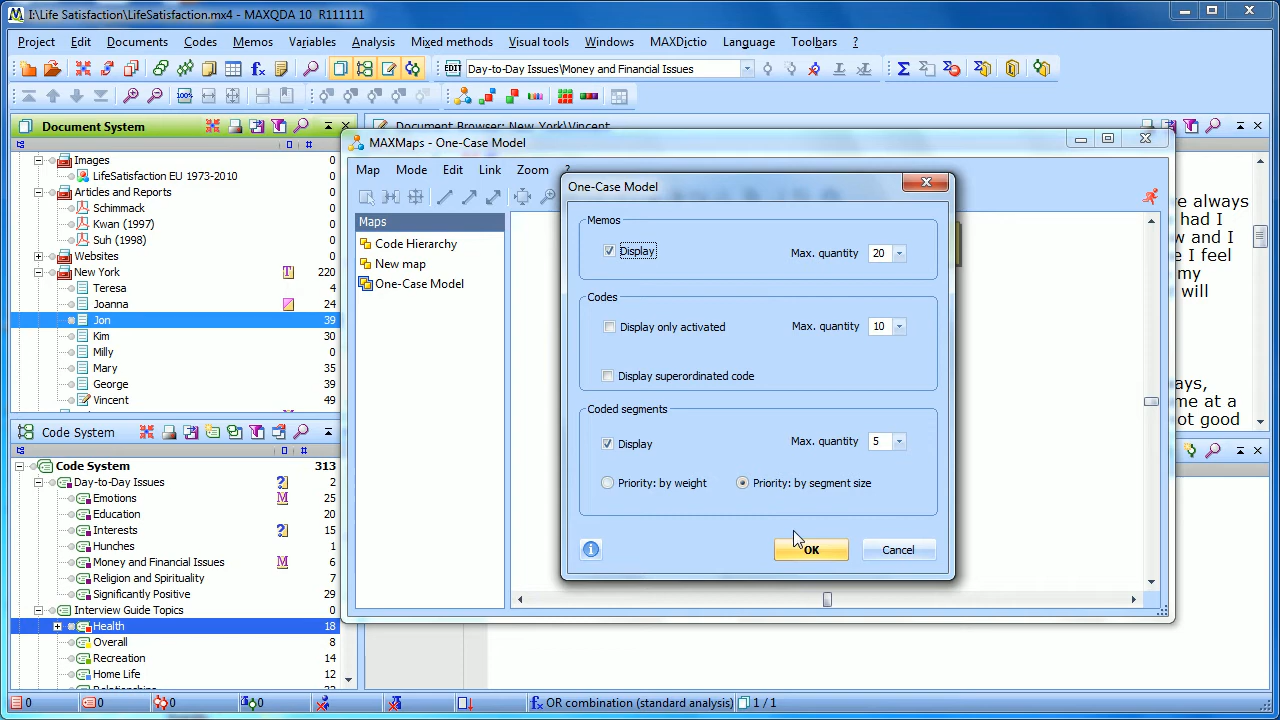 I:\Life Satisfaction\LifeSatisfaction.mx4 - MAXQDA 10 R111111
Project Edit Documents Codes Memos Variables Analysis Mixed methods Visual tools Windows MAXDictio Language Toolbars ?
EDIT Day-to-Day Issues\Money and Financial Issues
100%
Document System
Images 0
LifeSatisfaction EU 1973-2010 0
Articles and Reports 0
Schimmack 0
Kwan (1997) 0
Suh (1998) 0
Websites 0
New York T 220
Teresa 4
Joanna 24
Jon 39
Kim 30
Milly 0
Mary 35
George 39
Vincent 49
Code System
Code System 313
Day-to-Day Issues ? 2
Emotions M 25
Education 20
Interests ? 15
Hunches 1
Money and Financial Issues M 6
Religion and Spirituality 7
Significantly Positive 29
Interview Guide Topics 0
Health 18
Overall 8
Recreation 14
Home Life 12
Document Browser: New York\Vincent
MAXMaps - One-Case Model
Map Mode Edit Link Zoom ?
Maps
Code Hierarchy
New map
One-Case Model
One-Case Model
Memos
Display Max. quantity 20
Codes
Display only activated Max. quantity 10
Display superordinated code
Coded segments
Display Max. quantity 5
Priority: by weight Priority: by segment size
OK Cancel
e always
had I
w and I
e I feel
my
will
ays,
me at a
ot good
0 0 0 0 OR combination (standard analysis) 1 / 1